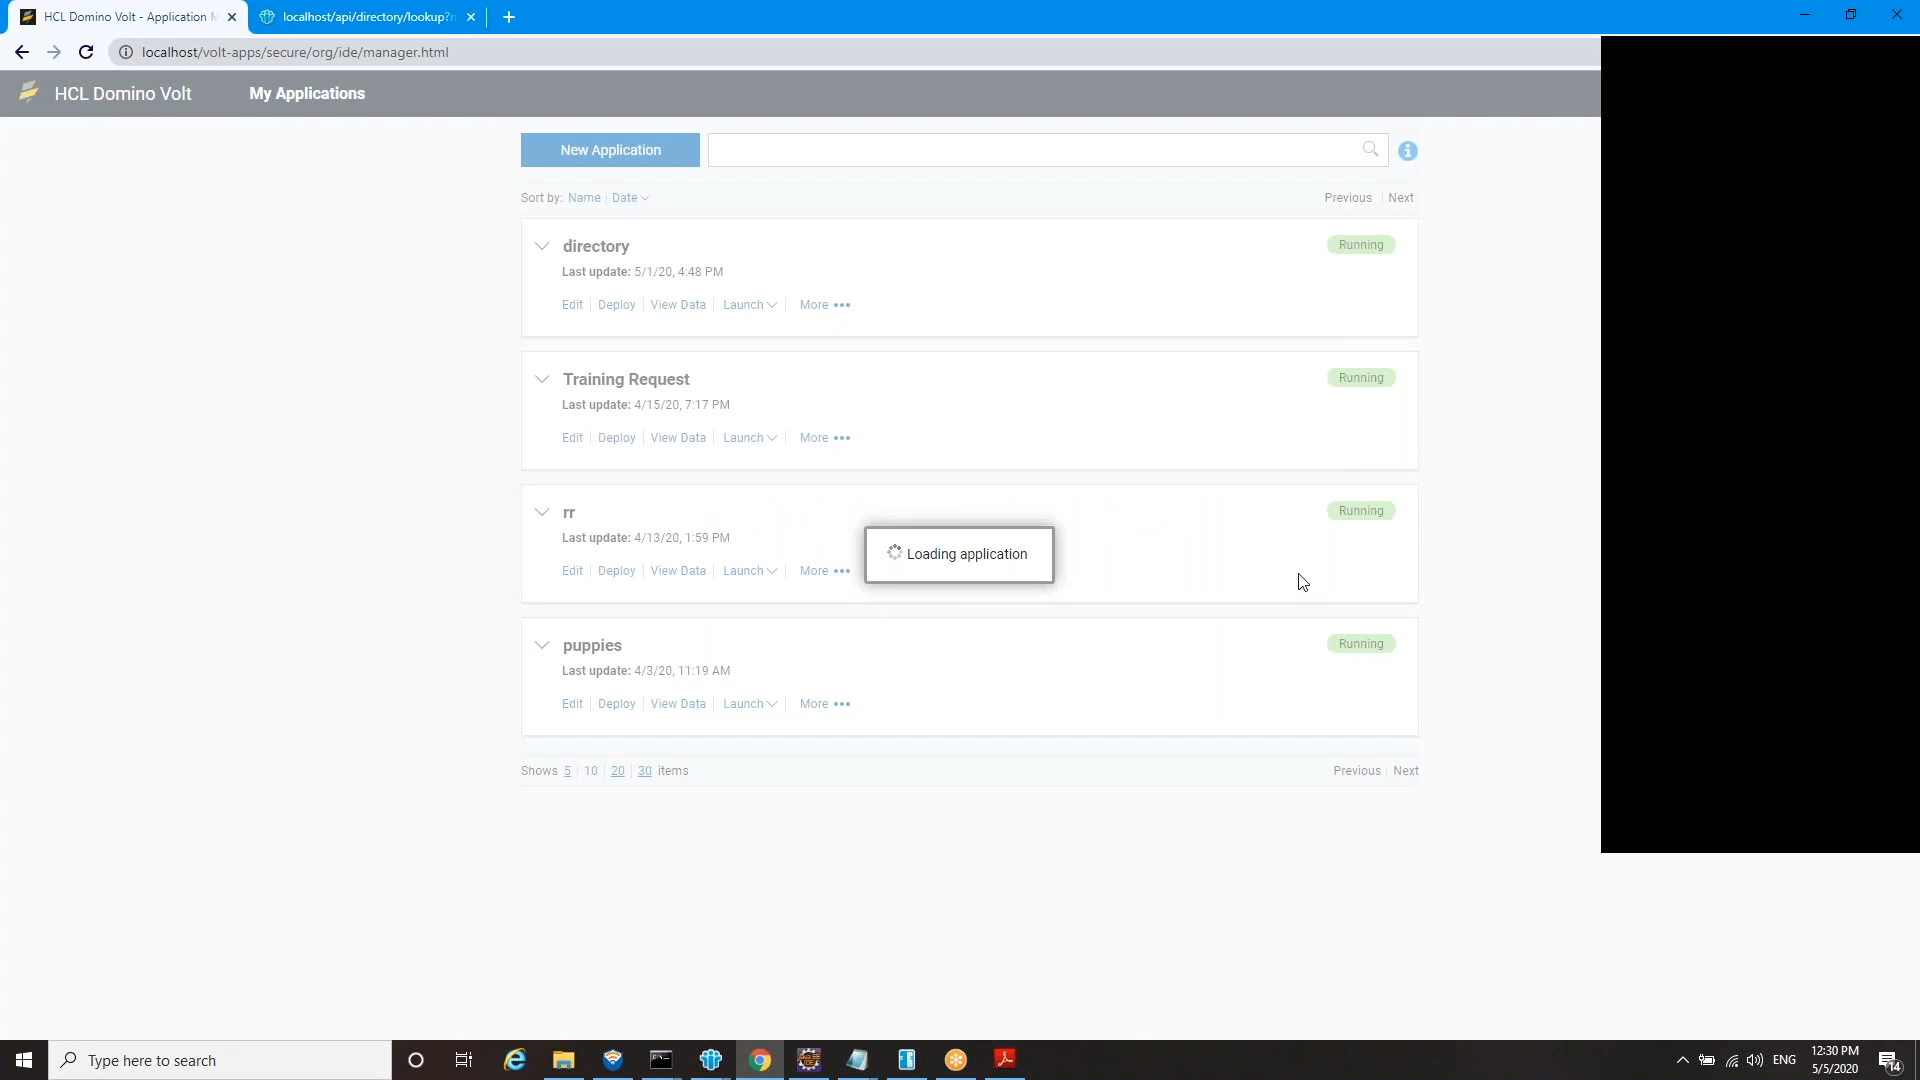 HCL Domino Volt - Application M
localhost/api/directory/lookup?n
localhost/volt-apps/secure/org/ide/manager.html
HCL Domino Volt
My Applications
New Application
Sort by: Name Date
Previous Next
directory
Running
Last update: 5/1/20, 4:48 PM
Edit Deploy View Data Launch More
Training Request
Running
Last update: 4/15/20, 7:17 PM
Edit Deploy View Data Launch More
rr
Running
Last update: 4/13/20, 1:59 PM
Loading application
Edit Deploy View Data Launch More
puppies
Running
Last update: 4/3/20, 11:19 AM
Edit Deploy View Data Launch More
Shows 5 10 20 30 items
Previous Next
Type here to search
ENG
12:30 PM
5/5/2020
14